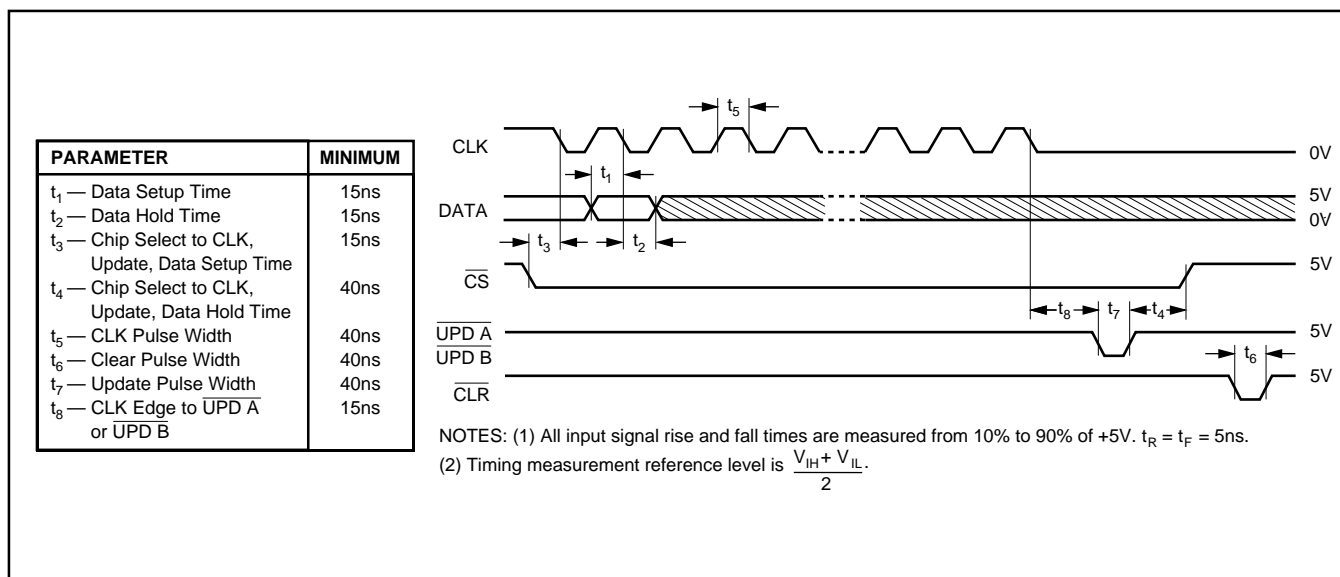 PARAMETER MINIMUM
t1 — Data Setup Time 15ns
t2 — Data Hold Time 15ns
t3 — Chip Select to CLK, 15ns
Update, Data Setup Time
t4 — Chip Select to CLK, 40ns
Update, Data Hold Time
t5 — CLK Pulse Width 40ns
t6 — Clear Pulse Width 40ns
t7 — Update Pulse Width 40ns
t8 — CLK Edge to UPD A 15ns
or UPD B
t5
CLK
0V
t1
DATA
5V
0V
t3
t2
CS
5V
t8
t7
t4
UPD A
UPD B
5V
t6
CLR
5V
NOTES: (1) All input signal rise and fall times are measured from 10% to 90% of +5V. tR = tF = 5ns.
(2) Timing measurement reference level is (VIH + VIL)/2.